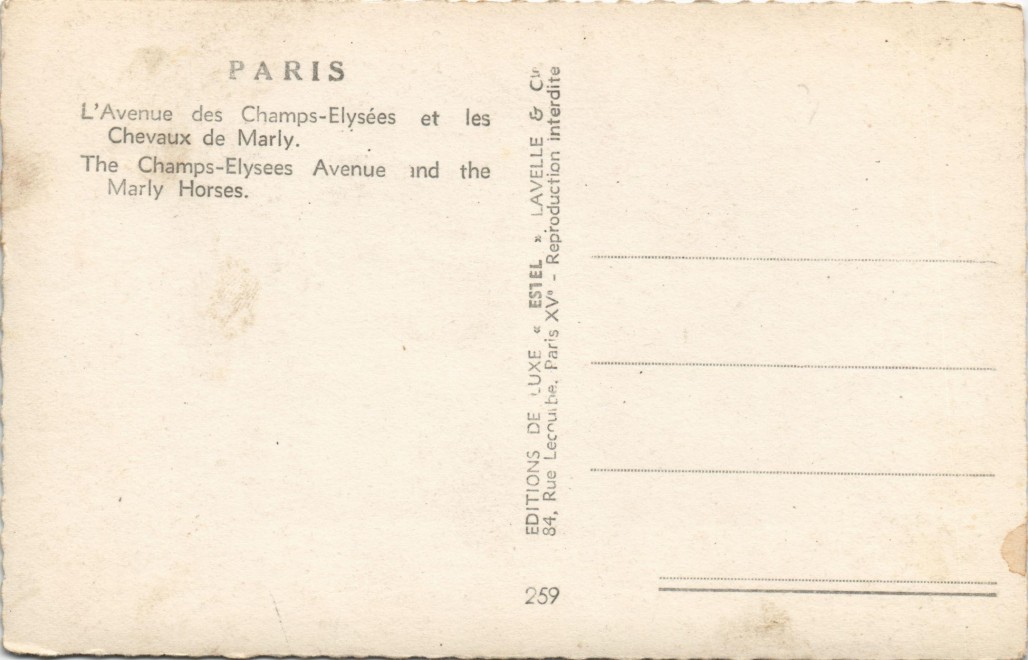 PARIS
L'Avenue des Champs-Elysées et les
Chevaux de Marly.
The Champs-Elysees Avenue and the
Marly Horses.
EDITIONS DE LUXE « ESTEL » LAVELLE & Cie
84, Rue Lecourbe, Paris XVe - Reproduction interdite
259